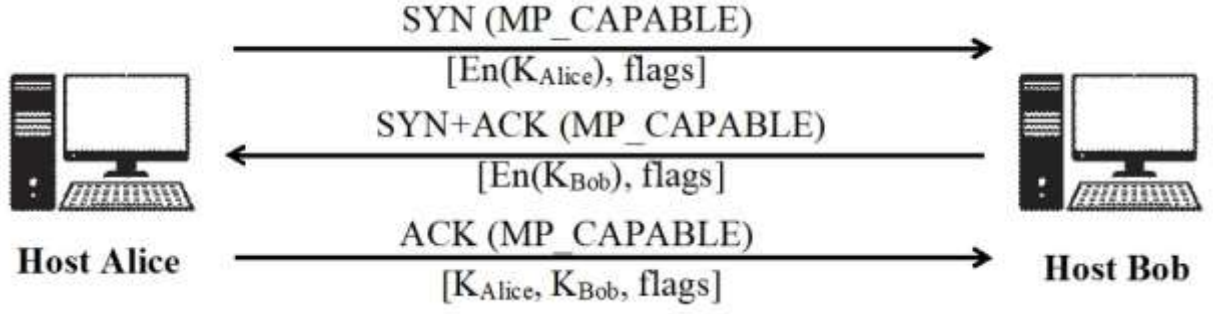 SYN (MP_CAPABLE)
[En(K_Alice), flags]
SYN+ACK (MP_CAPABLE)
[En(K_Bob), flags]
ACK (MP_CAPABLE)
[K_Alice, K_Bob, flags]
Host Alice
Host Bob